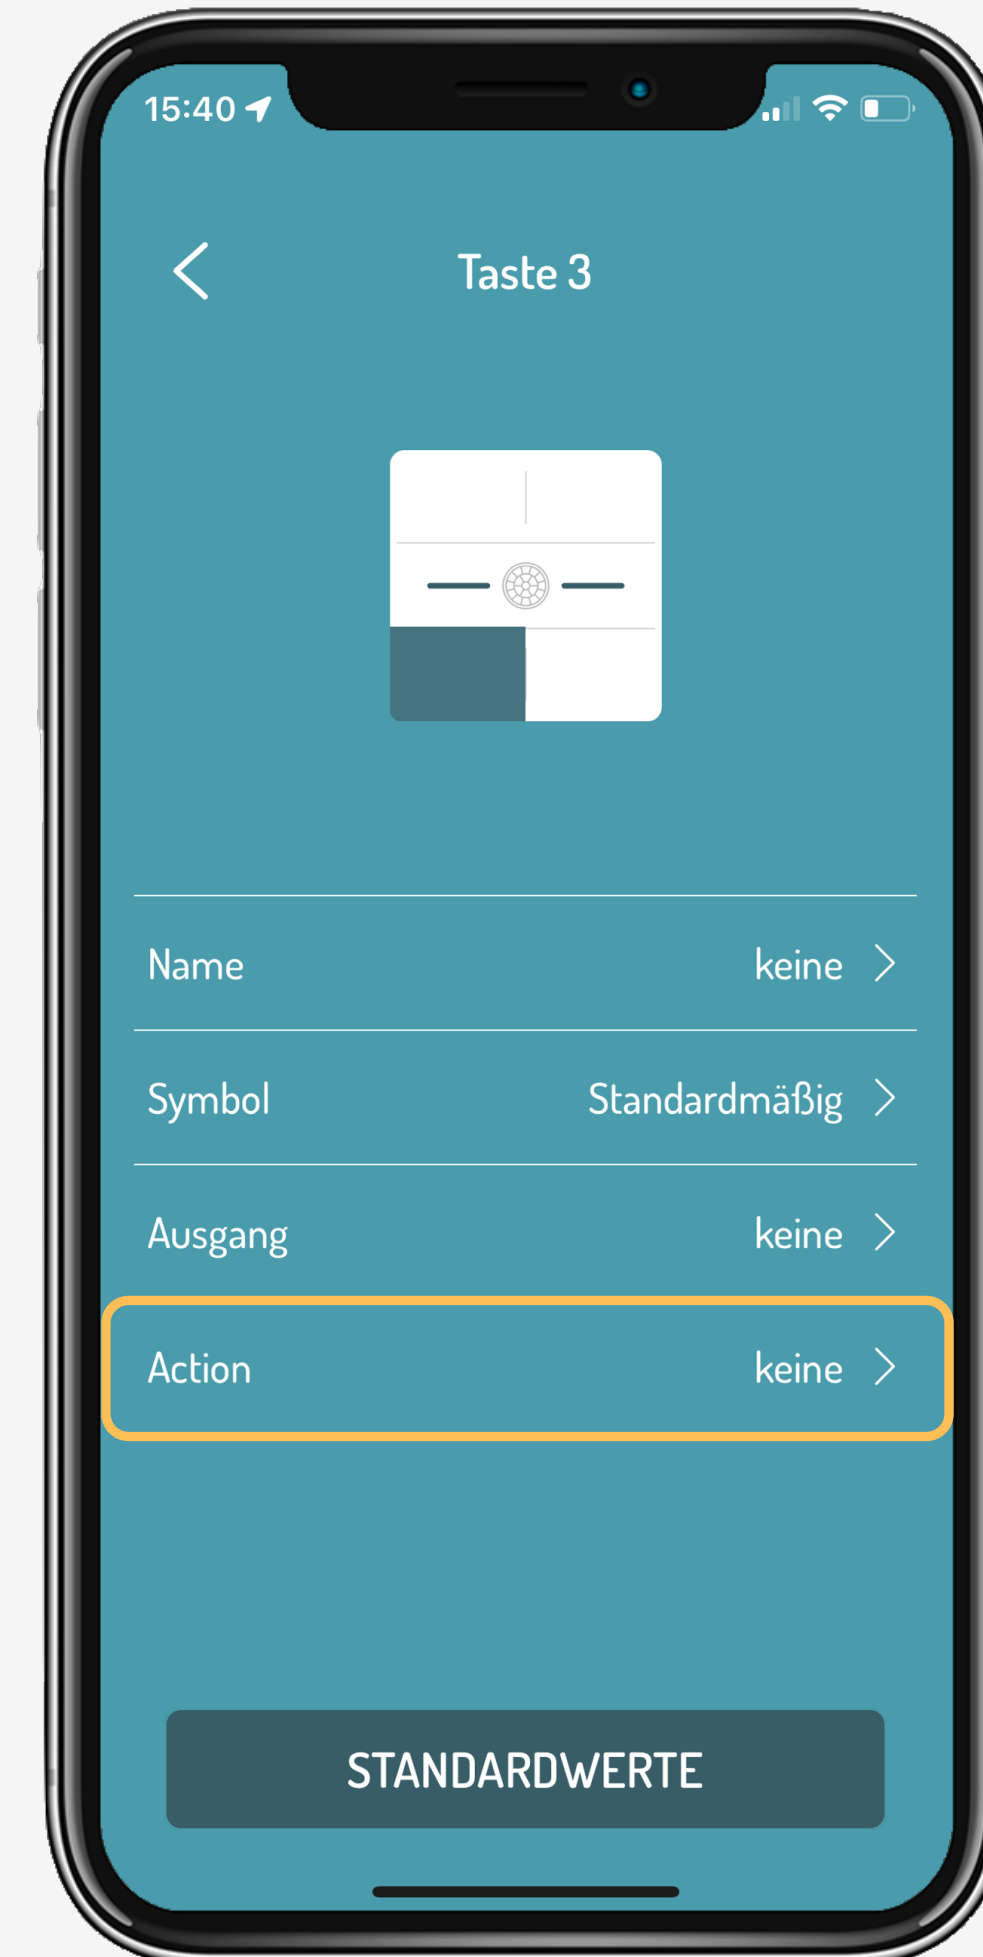 15:40
Taste 3
Name keine
Symbol Standardmäßig
Ausgang keine
Action keine
STANDARDWERTE